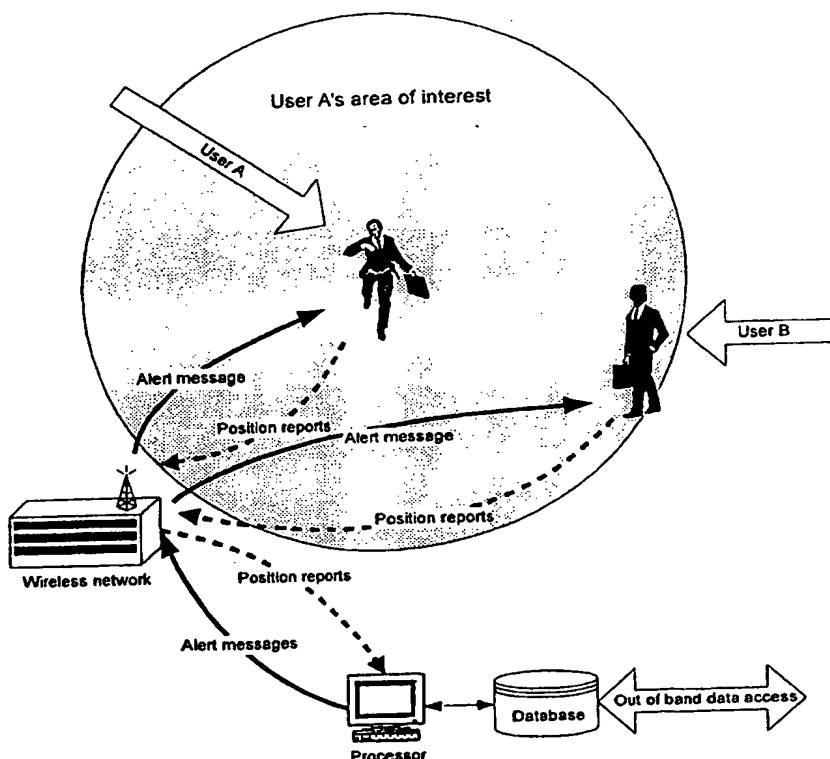 User A's area of interest
User A
User B
Alert message
Position reports
Alert message
Position reports
Wireless network
Position reports
Alert messages
Out of band data access
Database
Processor